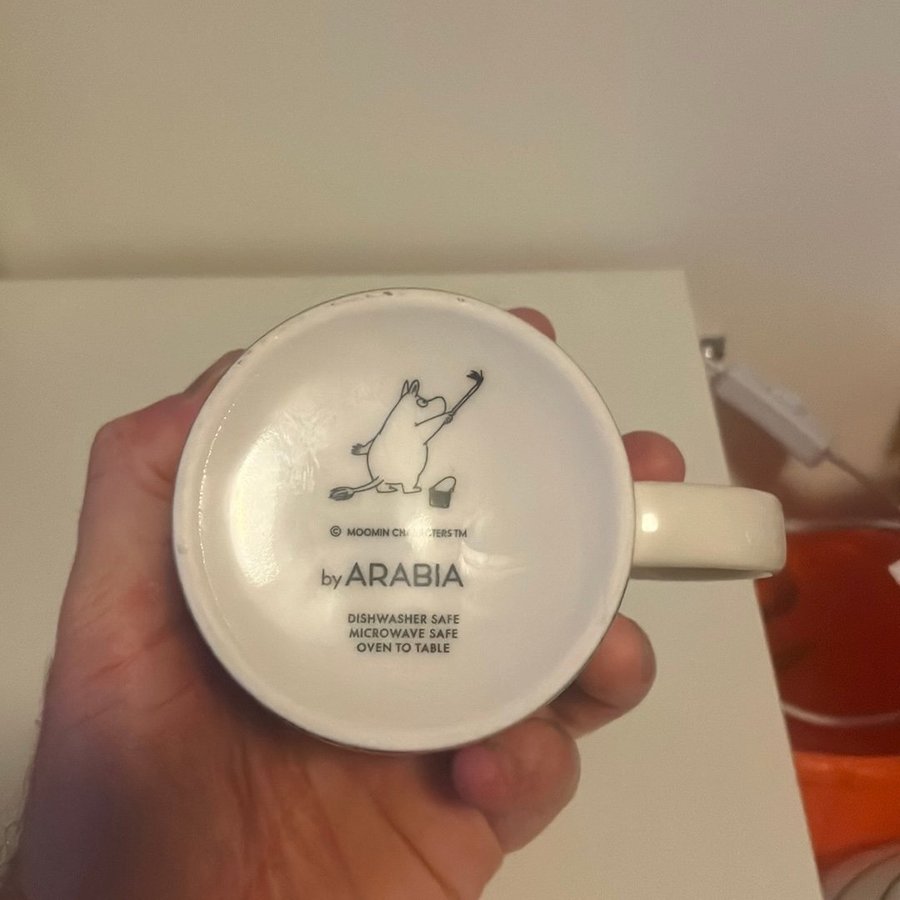 © MOOMIN CHARACTERS TM
by ARABIA
DISHWASHER SAFE
MICROWAVE SAFE
OVEN TO TABLE